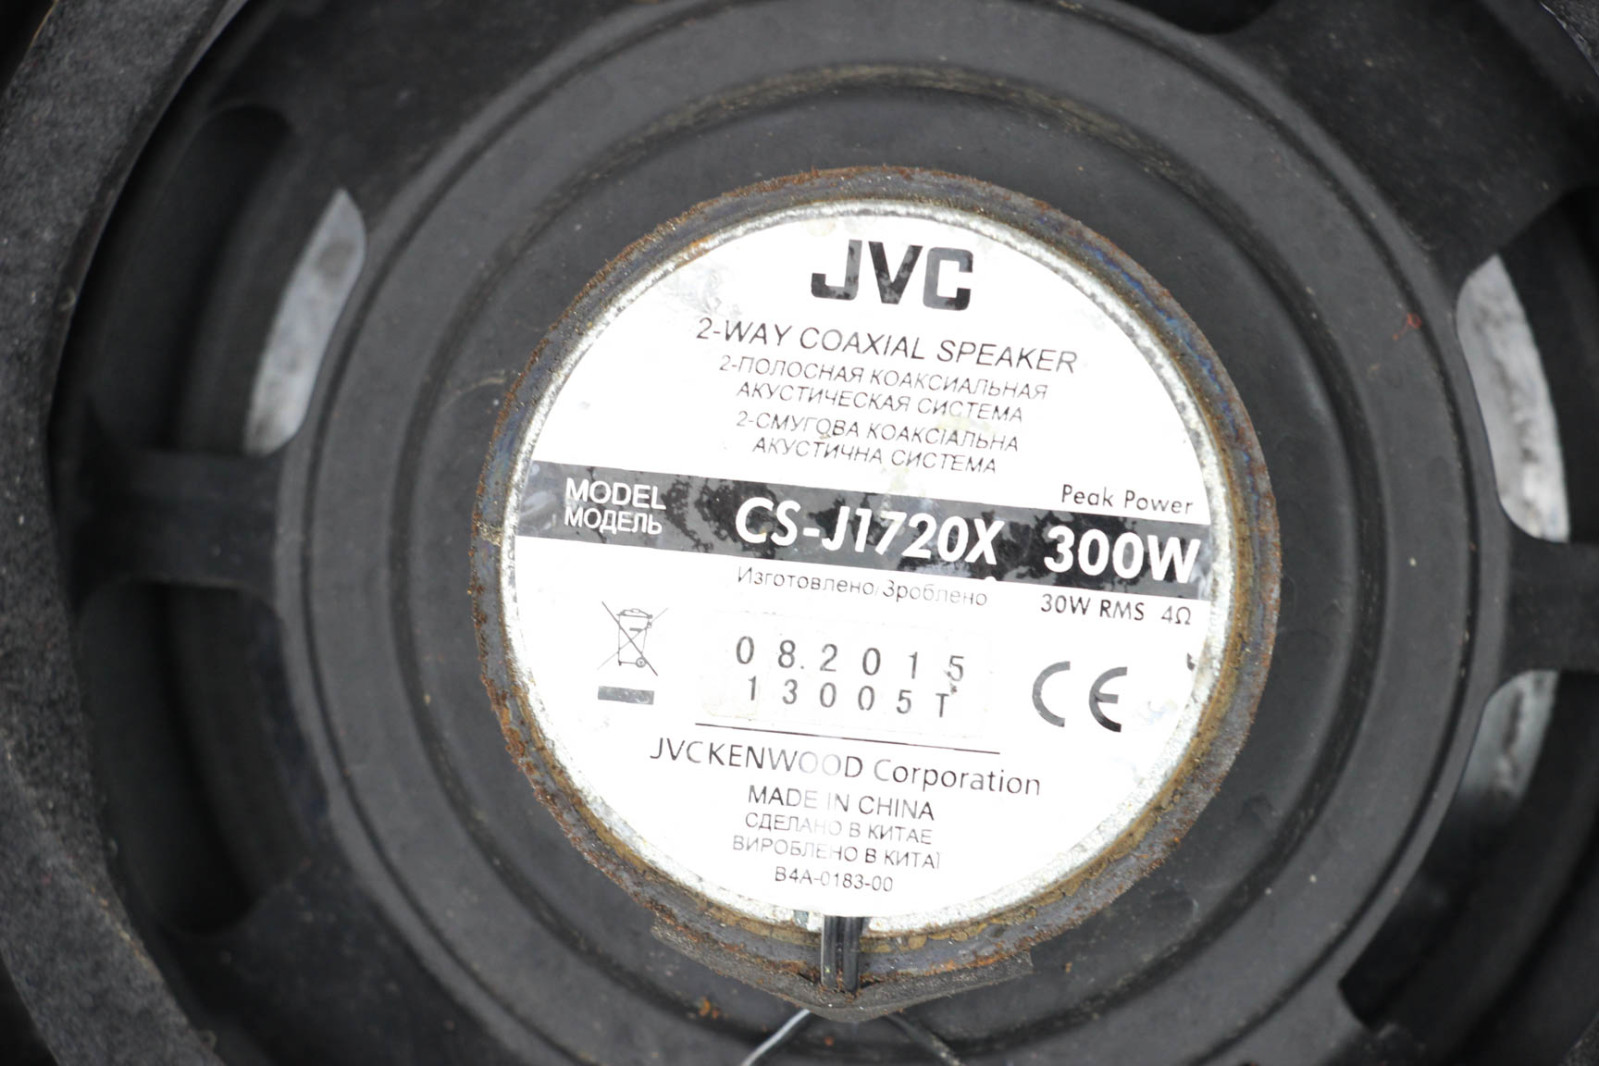 JVC
2-WAY COAXIAL SPEAKER
2-ПОЛОСНАЯ КОАКСИАЛЬНАЯ
АКУСТИЧЕСКАЯ СИСТЕМА
2-СМУГОВА КОАКСІАЛЬНА
АКУСТИЧНА СИСТЕМА
Peak Power
MODEL
МОДЕЛЬ
CS-J1720X 300W
Изготовлено/Зроблено
30W RMS 4Ω
08.2015
13005T
CE
JVCKENWOOD Corporation
MADE IN CHINA
СДЕЛАНО В КИТАЕ
ВИРОБЛЕНО В КИТАЇ
B4A-0183-00